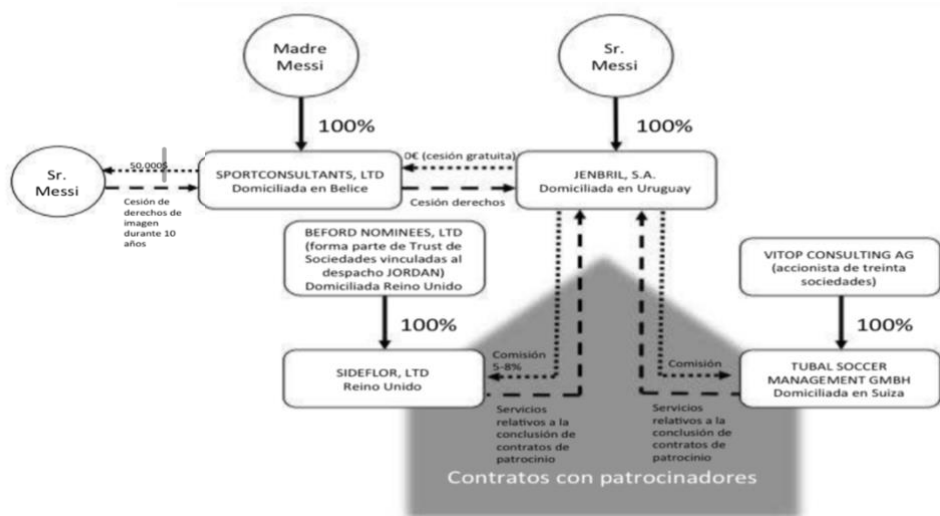 Madre
Messi
Sr.
Messi
100%
100%
50,000$
0€ (cesión gratuita)
Sr.
Messi
SPORTCONSULTANTS, LTD
Domiciliada en Belice
JENBRIL, S.A.
Domiciliada en Uruguay
Cesión de
derechos de
imagen
durante 10
años
Cesión derechos
BEFORD NOMINEES, LTD
(forma parte de Trust de
Sociedades vinculadas al
despacho JORDAN)
Domiciliada Reino Unido
VITOP CONSULTING AG
(accionista de treinta
sociedades)
100%
100%
SIDEFLOR, LTD
Reino Unido
Comisión
5-8%
Comisión
TUBAL SOCCER
MANAGEMENT GMBH
Domiciliada en Suiza
Servicios
relativos a la
conclusión de
contratos de
patrocinio
Servicios
relativos a la
conclusión de
contratos de
patrocinio
Contratos con patrocinadores